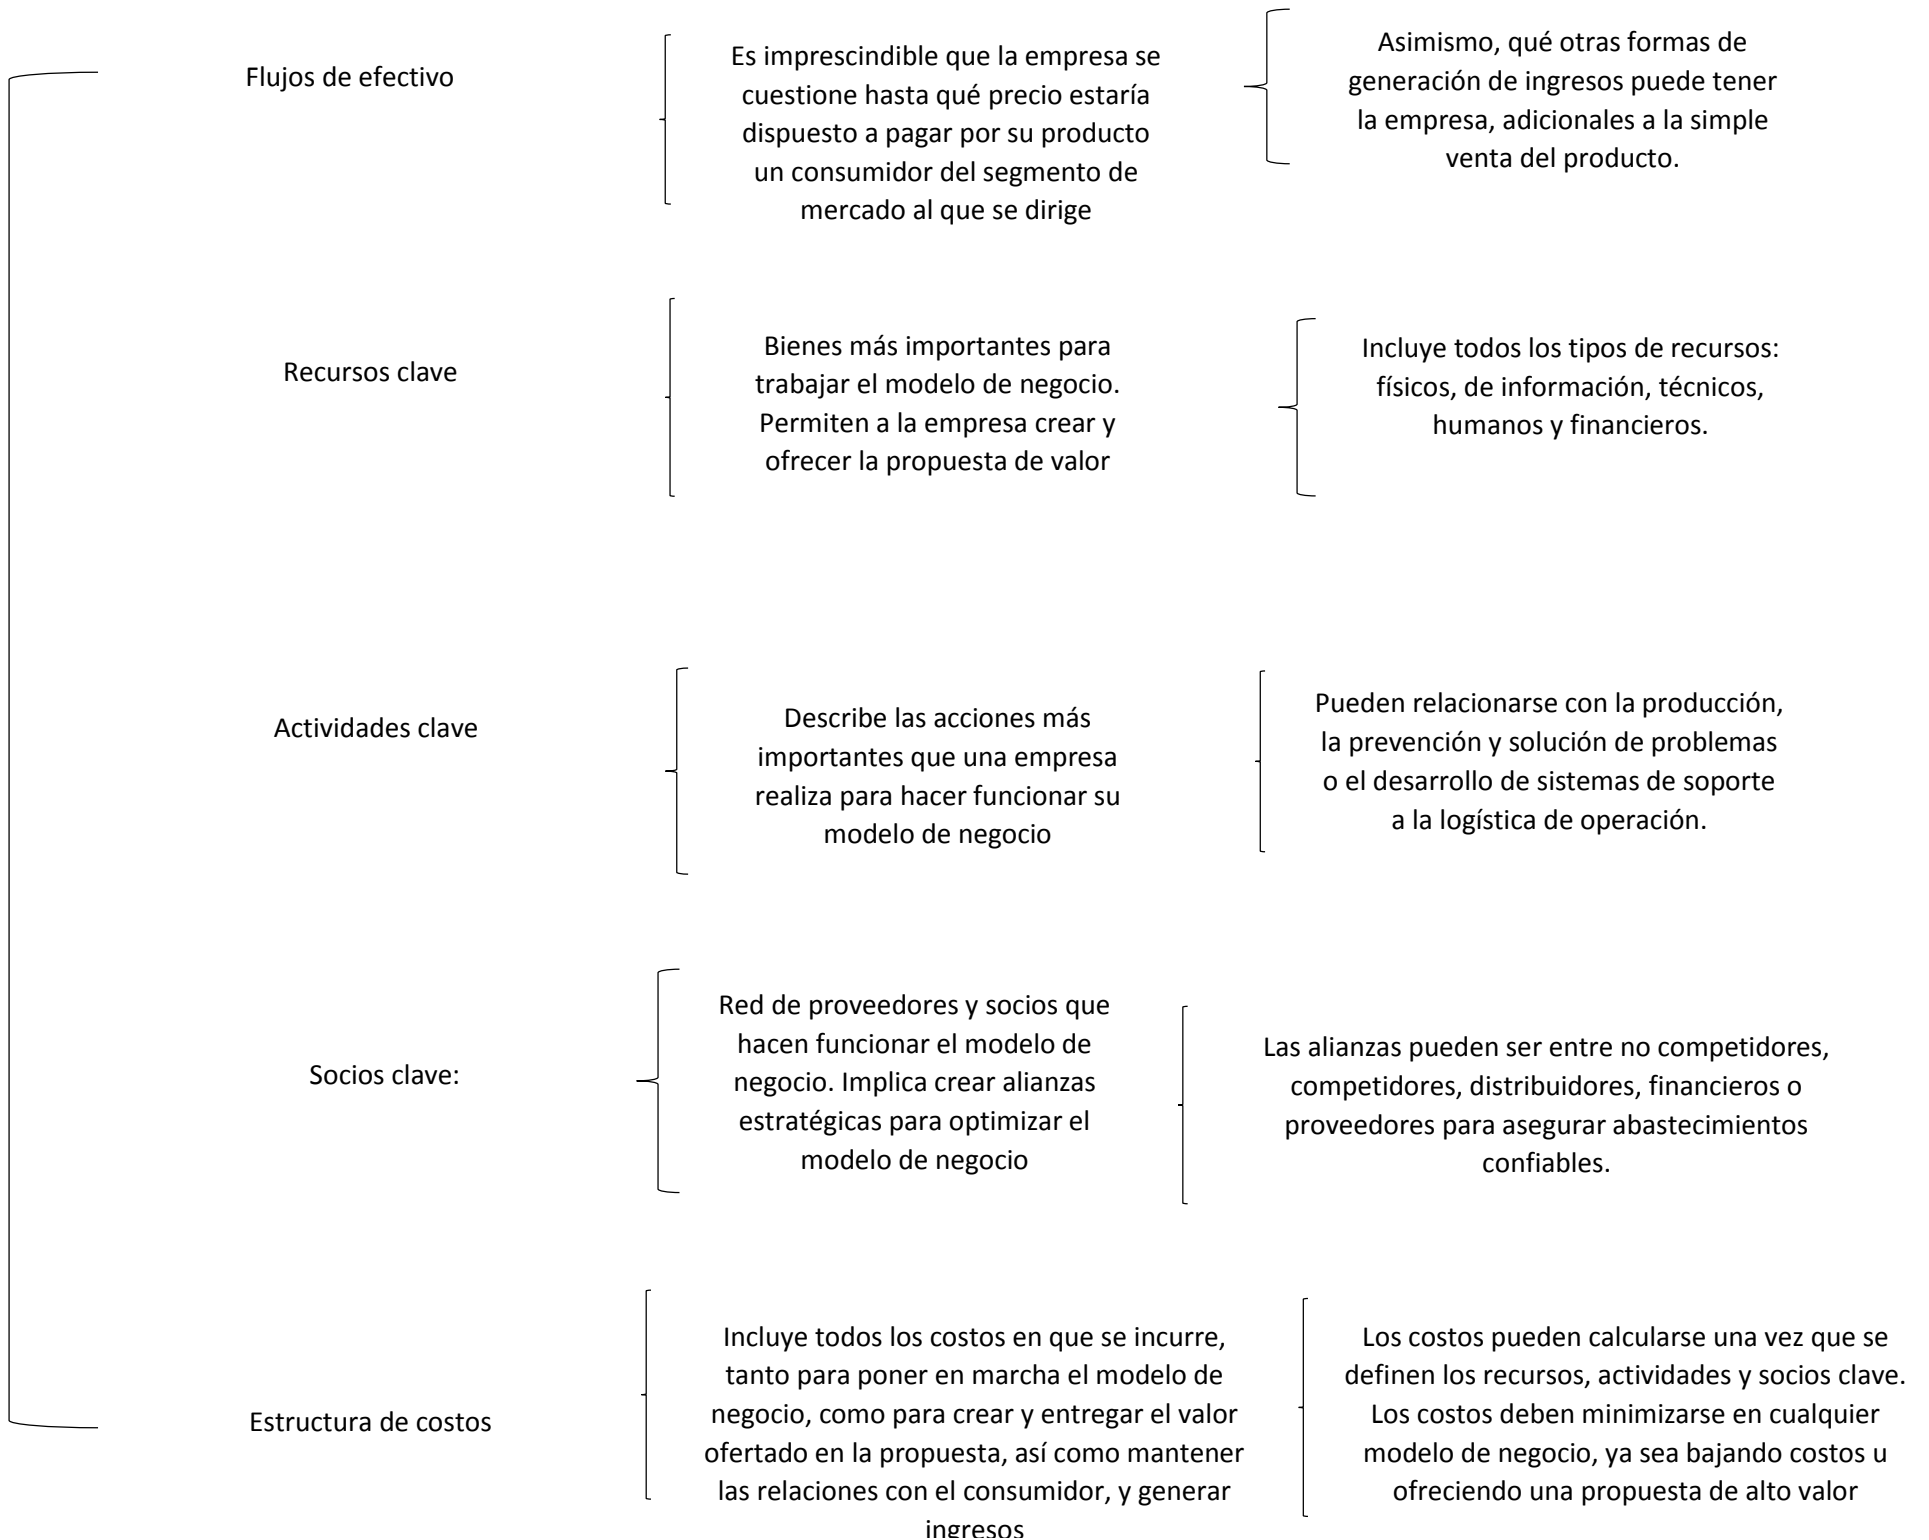 Flujos de efectivo
Es imprescindible que la empresa se
cuestione hasta qué precio estaría
dispuesto a pagar por su producto
un consumidor del segmento de
mercado al que se dirige
Asimismo, qué otras formas de
generación de ingresos puede tener
la empresa, adicionales a la simple
venta del producto.
Recursos clave
Bienes más importantes para
trabajar el modelo de negocio.
Permiten a la empresa crear y
ofrecer la propuesta de valor
Incluye todos los tipos de recursos:
físicos, de información, técnicos,
humanos y financieros.
Actividades clave
Describe las acciones más
importantes que una empresa
realiza para hacer funcionar su
modelo de negocio
Pueden relacionarse con la producción,
la prevención y solución de problemas
o el desarrollo de sistemas de soporte
a la logística de operación.
Socios clave:
Red de proveedores y socios que
hacen funcionar el modelo de
negocio. Implica crear alianzas
estratégicas para optimizar el
modelo de negocio
Las alianzas pueden ser entre no competidores,
competidores, distribuidores, financieros o
proveedores para asegurar abastecimientos
confiables.
Estructura de costos
Incluye todos los costos en que se incurre,
tanto para poner en marcha el modelo de
negocio, como para crear y entregar el valor
ofertado en la propuesta, así como mantener
las relaciones con el consumidor, y generar
ingresos
Los costos pueden calcularse una vez que se
definen los recursos, actividades y socios clave.
Los costos deben minimizarse en cualquier
modelo de negocio, ya sea bajando costos u
ofreciendo una propuesta de alto valor